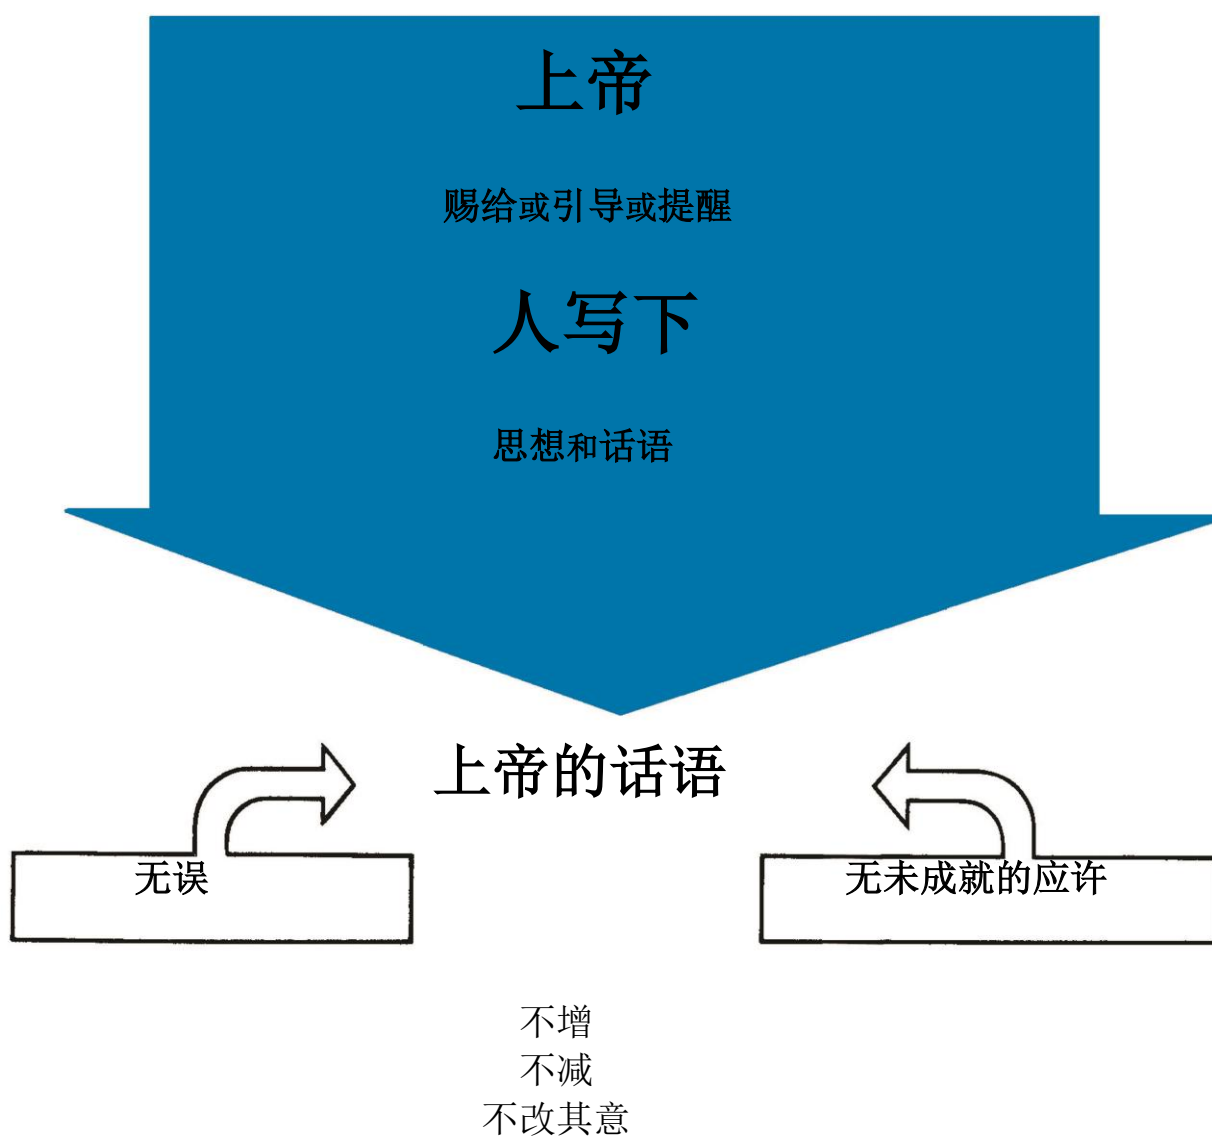 上帝
赐给或引导或提醒
人写下
思想和话语
上帝的话语
无误
无未成就的应许
不增
不减
不改其意